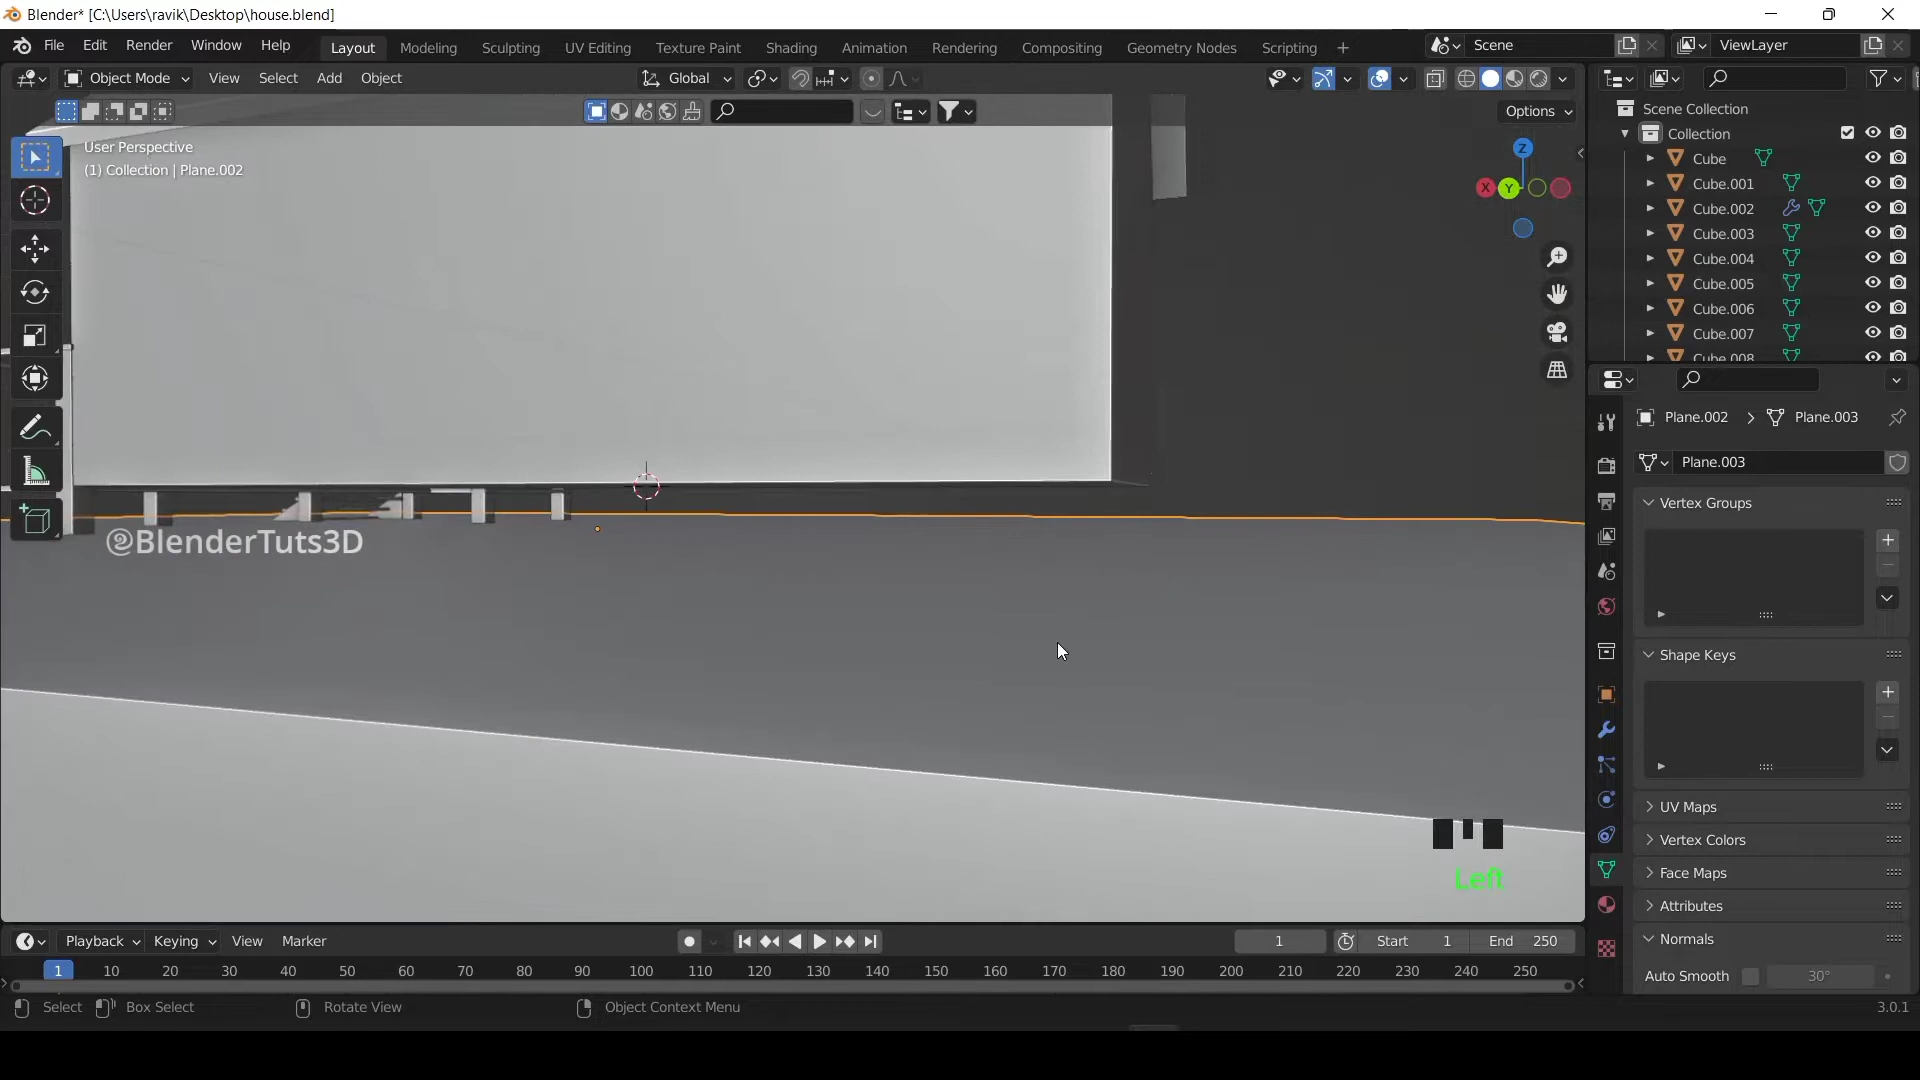 Blender* [C:\Users\ravik\Desktop\house.blend]
File Edit Render Window Help Layout Modeling Sculpting UV Editing Texture Paint Shading Animation Rendering Compositing Geometry Nodes Scripting + Scene ViewLayer
Object Mode View Select Add Object Global
Options
User Perspective
(1) Collection | Plane.002
Z
X Y
@BlenderTuts3D
Left
Scene Collection
Collection
Cube
Cube.001
Cube.002
Cube.003
Cube.004
Cube.005
Cube.006
Cube.007
Cube.008
Plane.002 > Plane.003
Plane.003
Vertex Groups
Shape Keys
UV Maps
Vertex Colors
Face Maps
Attributes
Normals
Auto Smooth 30°
Playback Keying View Marker 1 Start 1 End 250
1 10 20 30 40 50 60 70 80 90 100 110 120 130 140 150 160 170 180 190 200 210 220 230 240 250
Select Box Select Rotate View Object Context Menu 3.0.1